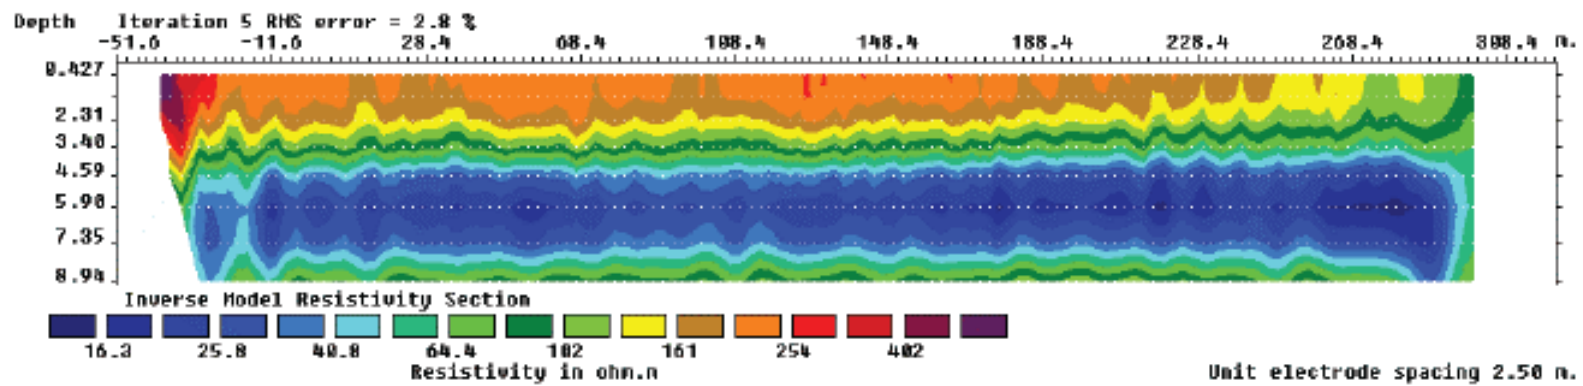 Depth Iteration 5 RMS error = 2.8 %
-51.6 -11.6 28.4 68.4 108.4 148.4 188.4 228.4 268.4 308.4 m.
0.427
2.31
3.40
4.59
5.90
7.35
8.94
Inverse Model Resistivity Section
16.3 25.8 40.8 64.4 102 161 254 402
Resistivity in ohm.m
Unit electrode spacing 2.50 m.